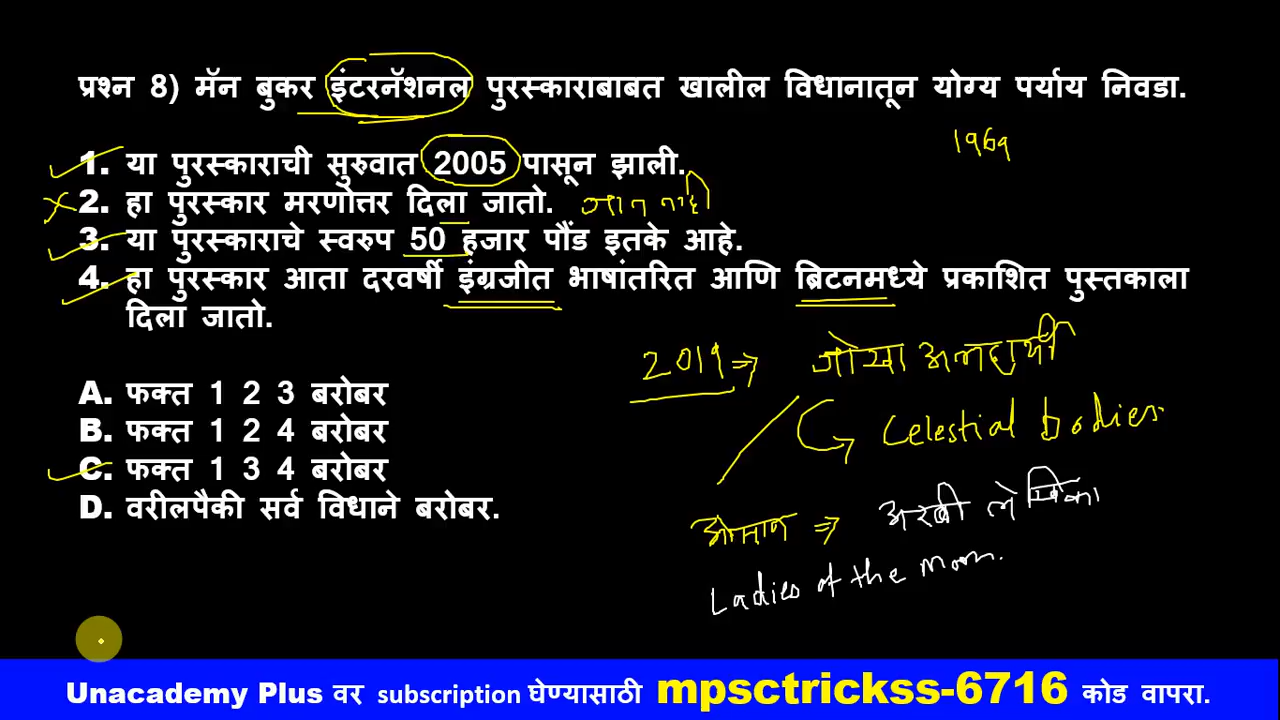 प्रश्न 8) मॅन बुकर इंटरनॅशनल पुरस्काराबाबत खालील विधानातून योग्य पर्याय निवडा.
1969
1. या पुरस्काराची सुरुवात 2005 पासून झाली.
2. हा पुरस्कार मरणोत्तर दिला जातो. जात नाही
3. या पुरस्काराचे स्वरुप 50 हजार पौंड इतके आहे.
4. हा पुरस्कार आता दरवर्षी इंग्रजीत भाषांतरित आणि ब्रिटनमध्ये प्रकाशित पुस्तकाला
दिला जातो.
2019 ⇒ जोखा अलहार्थी
A. फक्त 1 2 3 बरोबर
B. फक्त 1 2 4 बरोबर
Celestial bodies
C. फक्त 1 3 4 बरोबर
D. वरीलपैकी सर्व विधाने बरोबर.
ओमान ⇒ अरबी लेखिका
Ladies of the moon.
Unacademy Plus वर subscription घेण्यासाठी mpsctrickss-6716 कोड वापरा.